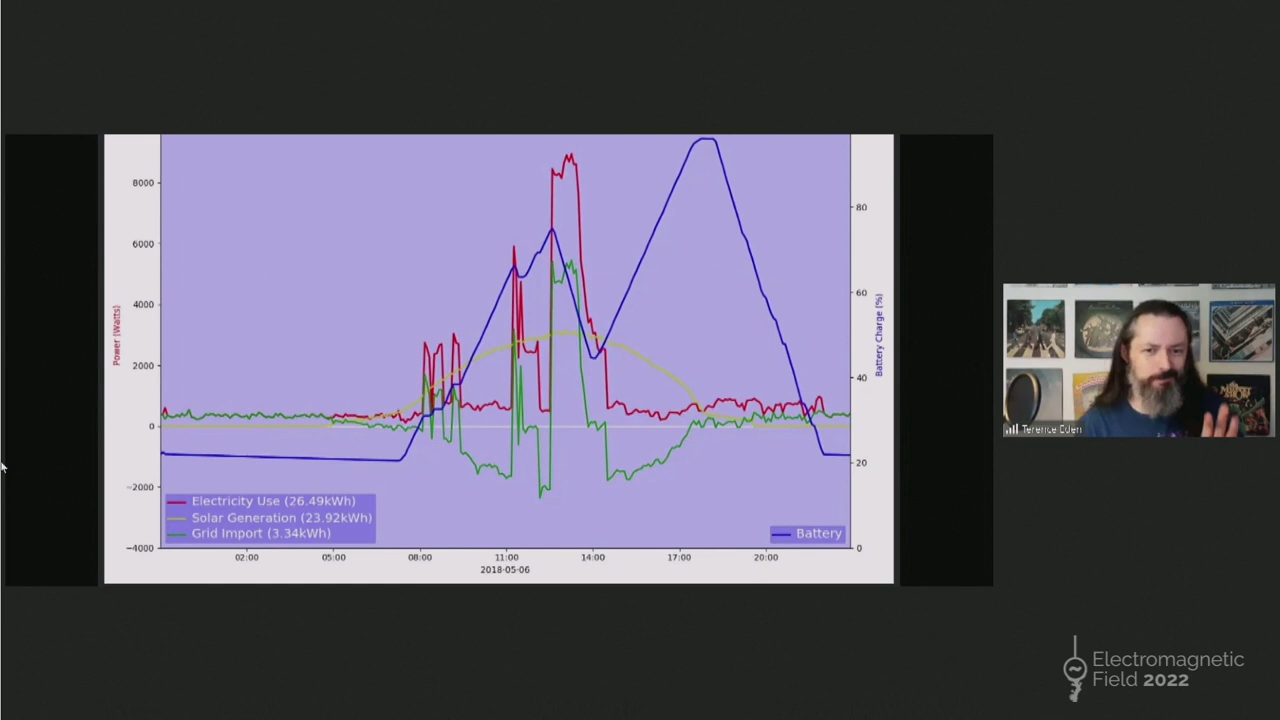 8000
6000
4000
2000
0
−2000
−4000
Power (Watts)
80
60
40
20
0
Battery Charge (%)
Electricity Use (26.49kWh)
Solar Generation (23.92kWh)
Grid Import (3.34kWh)
Battery
02:00 05:00 08:00 11:00 14:00 17:00 20:00
2018-05-06
Terence Eden
Electromagnetic
Field 2022